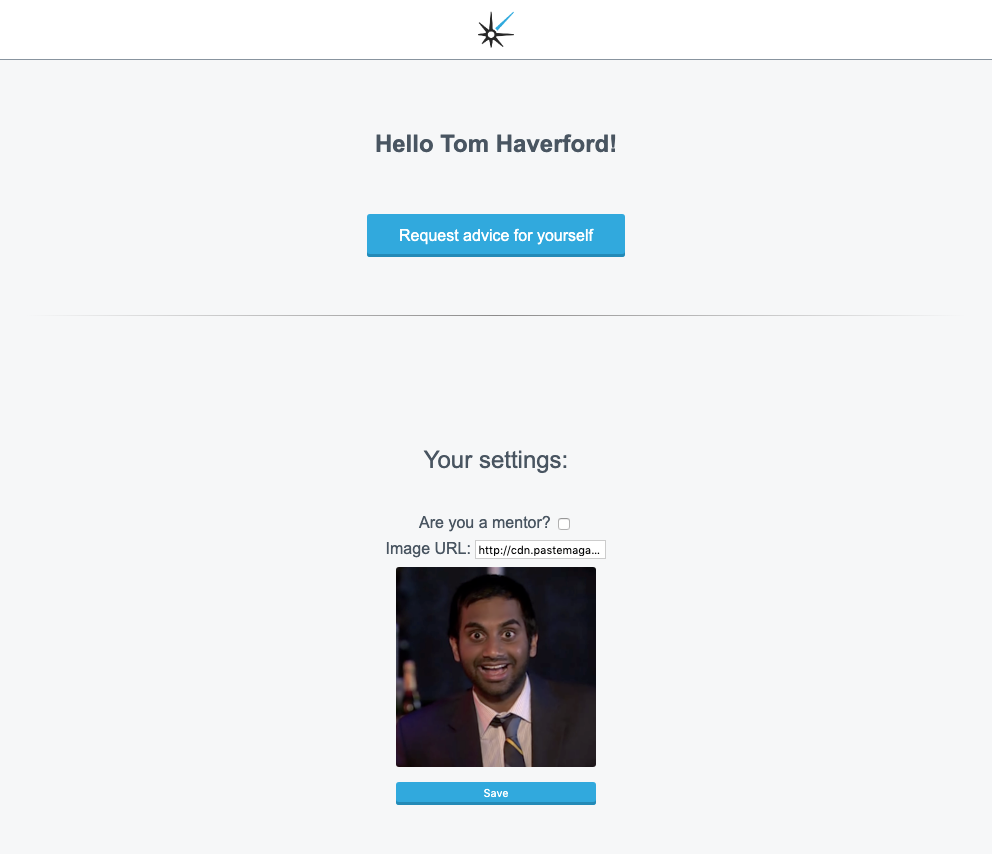 Hello Tom Haverford!
Request advice for yourself
Your settings:
Are you a mentor?
Image URL: http://cdn.pastemaga...
Save